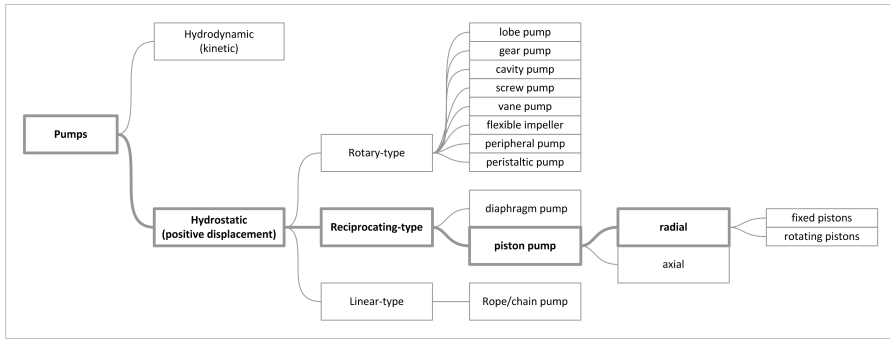 Pumps
Hydrodynamic
(kinetic)
Hydrostatic
(positive displacement)
Rotary-type
lobe pump
gear pump
cavity pump
screw pump
vane pump
flexible impeller
peripheral pump
peristaltic pump
Reciprocating-type
diaphragm pump
piston pump
radial
fixed pistons
rotating pistons
axial
Linear-type
Rope/chain pump